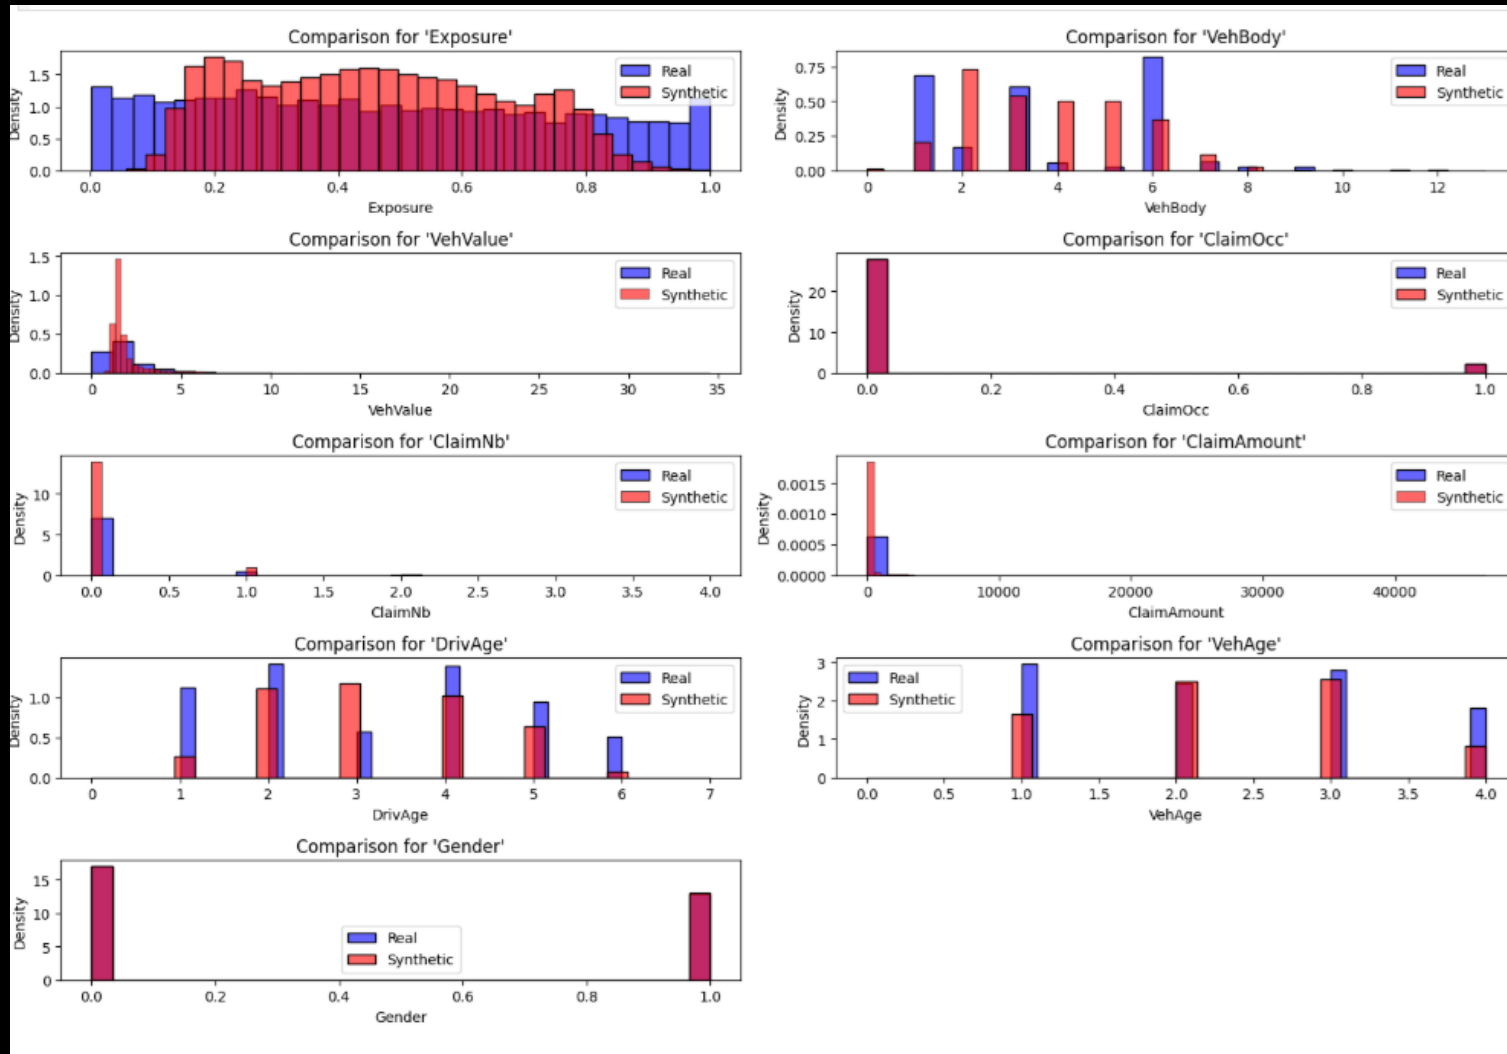 Comparison for 'Exposure'
Density
1.5
1.0
0.5
0.0
Real
Synthetic
0.0 0.2 0.4 0.6 0.8 1.0
Exposure
Comparison for 'VehBody'
Density
0.75
0.50
0.25
0.00
Real
Synthetic
0 2 4 6 8 10 12
VehBody
Comparison for 'VehValue'
Density
1.5
1.0
0.5
0.0
Real
Synthetic
0 5 10 15 20 25 30 35
VehValue
Comparison for 'ClaimOcc'
Density
20
10
0
Real
Synthetic
0.0 0.2 0.4 0.6 0.8 1.0
ClaimOcc
Comparison for 'ClaimNb'
Density
10
5
0
Real
Synthetic
0.0 0.5 1.0 1.5 2.0 2.5 3.0 3.5 4.0
ClaimNb
Comparison for 'ClaimAmount'
Density
0.0015
0.0010
0.0005
0.0000
Real
Synthetic
0 10000 20000 30000 40000
ClaimAmount
Comparison for 'DrivAge'
Density
1.0
0.5
0.0
Real
Synthetic
0 1 2 3 4 5 6 7
DrivAge
Comparison for 'VehAge'
Density
3
2
1
0
Real
Synthetic
0.0 0.5 1.0 1.5 2.0 2.5 3.0 3.5 4.0
VehAge
Comparison for 'Gender'
Density
15
10
5
0
Real
Synthetic
0.0 0.2 0.4 0.6 0.8 1.0
Gender